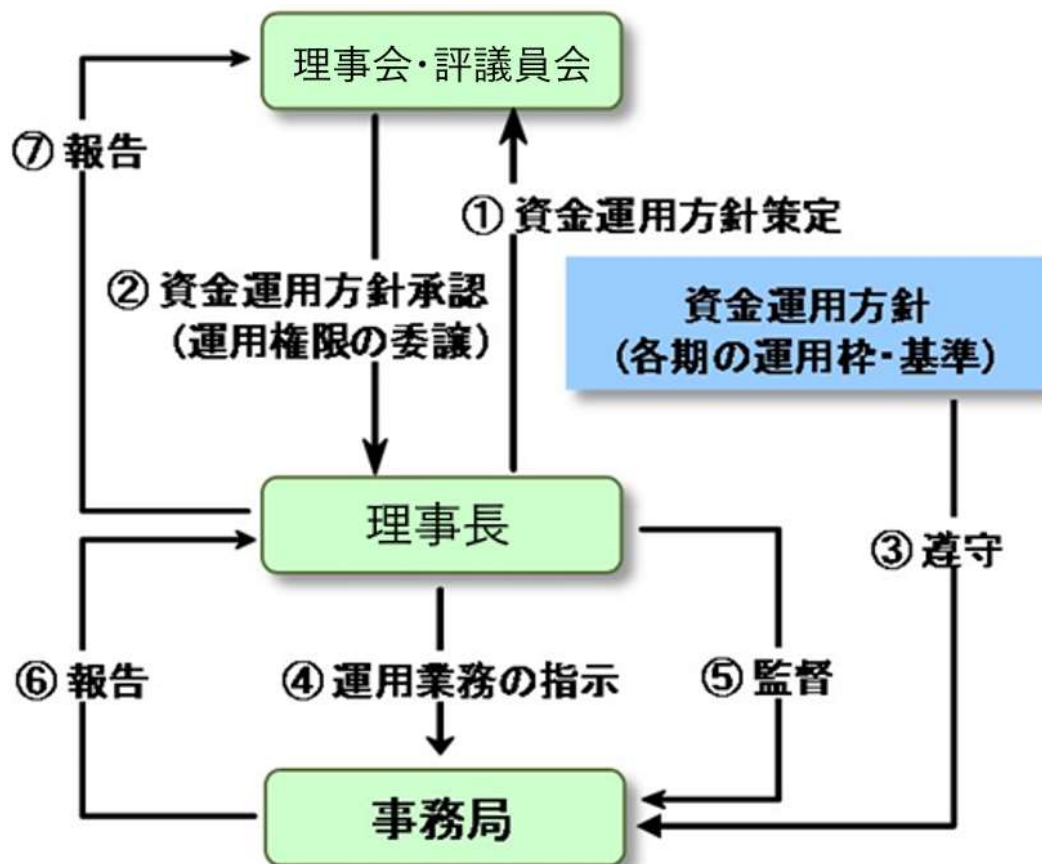 理事会・評議員会
⑦ 報告
① 資金運用方針策定
② 資金運用方針承認
(運用権限の委譲)
資金運用方針
(各期の運用枠・基準)
理事長
③ 遵守
⑥ 報告
④ 運用業務の指示
⑤ 監督
事務局